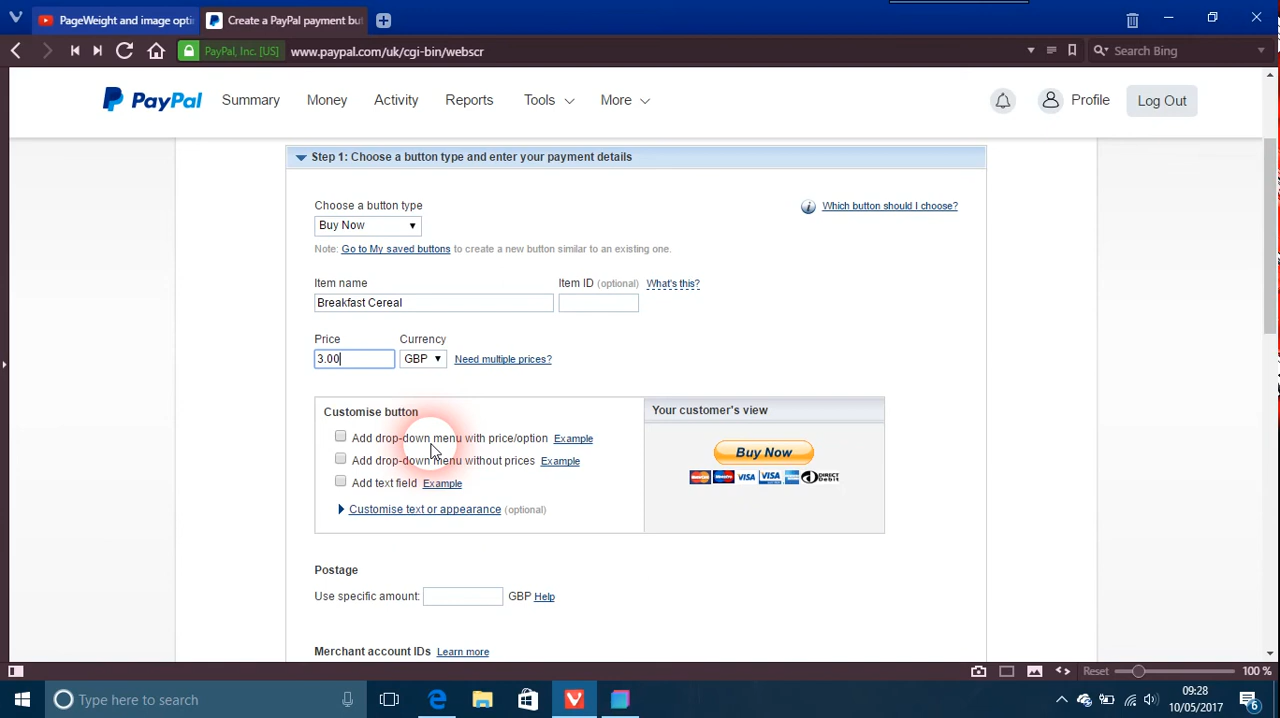 PageWeight and image opti
Create a PayPal payment but
PayPal, Inc. [US]
www.paypal.com/uk/cgi-bin/webscr
Search Bing
PayPal
Summary
Money
Activity
Reports
Tools
More
Profile
Log Out
Step 1: Choose a button type and enter your payment details
Choose a button type
Which button should I choose?
Buy Now
Note: Go to My saved buttons to create a new button similar to an existing one.
Item name
Item ID (optional) What's this?
Breakfast Cereal
Price
Currency
3.00
GBP
Need multiple prices?
Customise button
Your customer's view
Add drop-down menu with price/option Example
Add drop-down menu without prices Example
Add text field Example
Customise text or appearance (optional)
Buy Now
VISA
VISA
DIRECT Debit
Postage
Use specific amount:
GBP Help
Merchant account IDs Learn more
Reset
100 %
Type here to search
09:28
10/05/2017
6